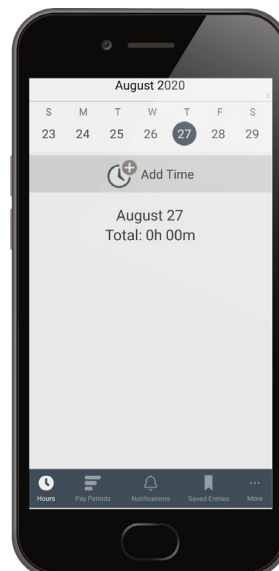 August 2020
S M T W T F S
23 24 25 26 27 28 29
Add Time
August 27
Total: 0h 00m
Hours Pay Periods Notifications Saved Entries More